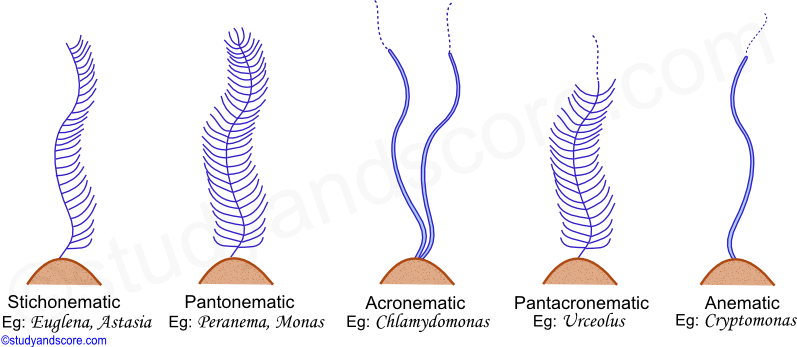 ©studyandscore.com
Stichonematic
Eg: Euglena, Astasia
Pantonematic
Eg: Peranema, Monas
Acronematic
Eg: Chlamydomonas
Pantacronematic
Eg: Urceolus
Anematic
Eg: Cryptomonas
©studyandscore.com